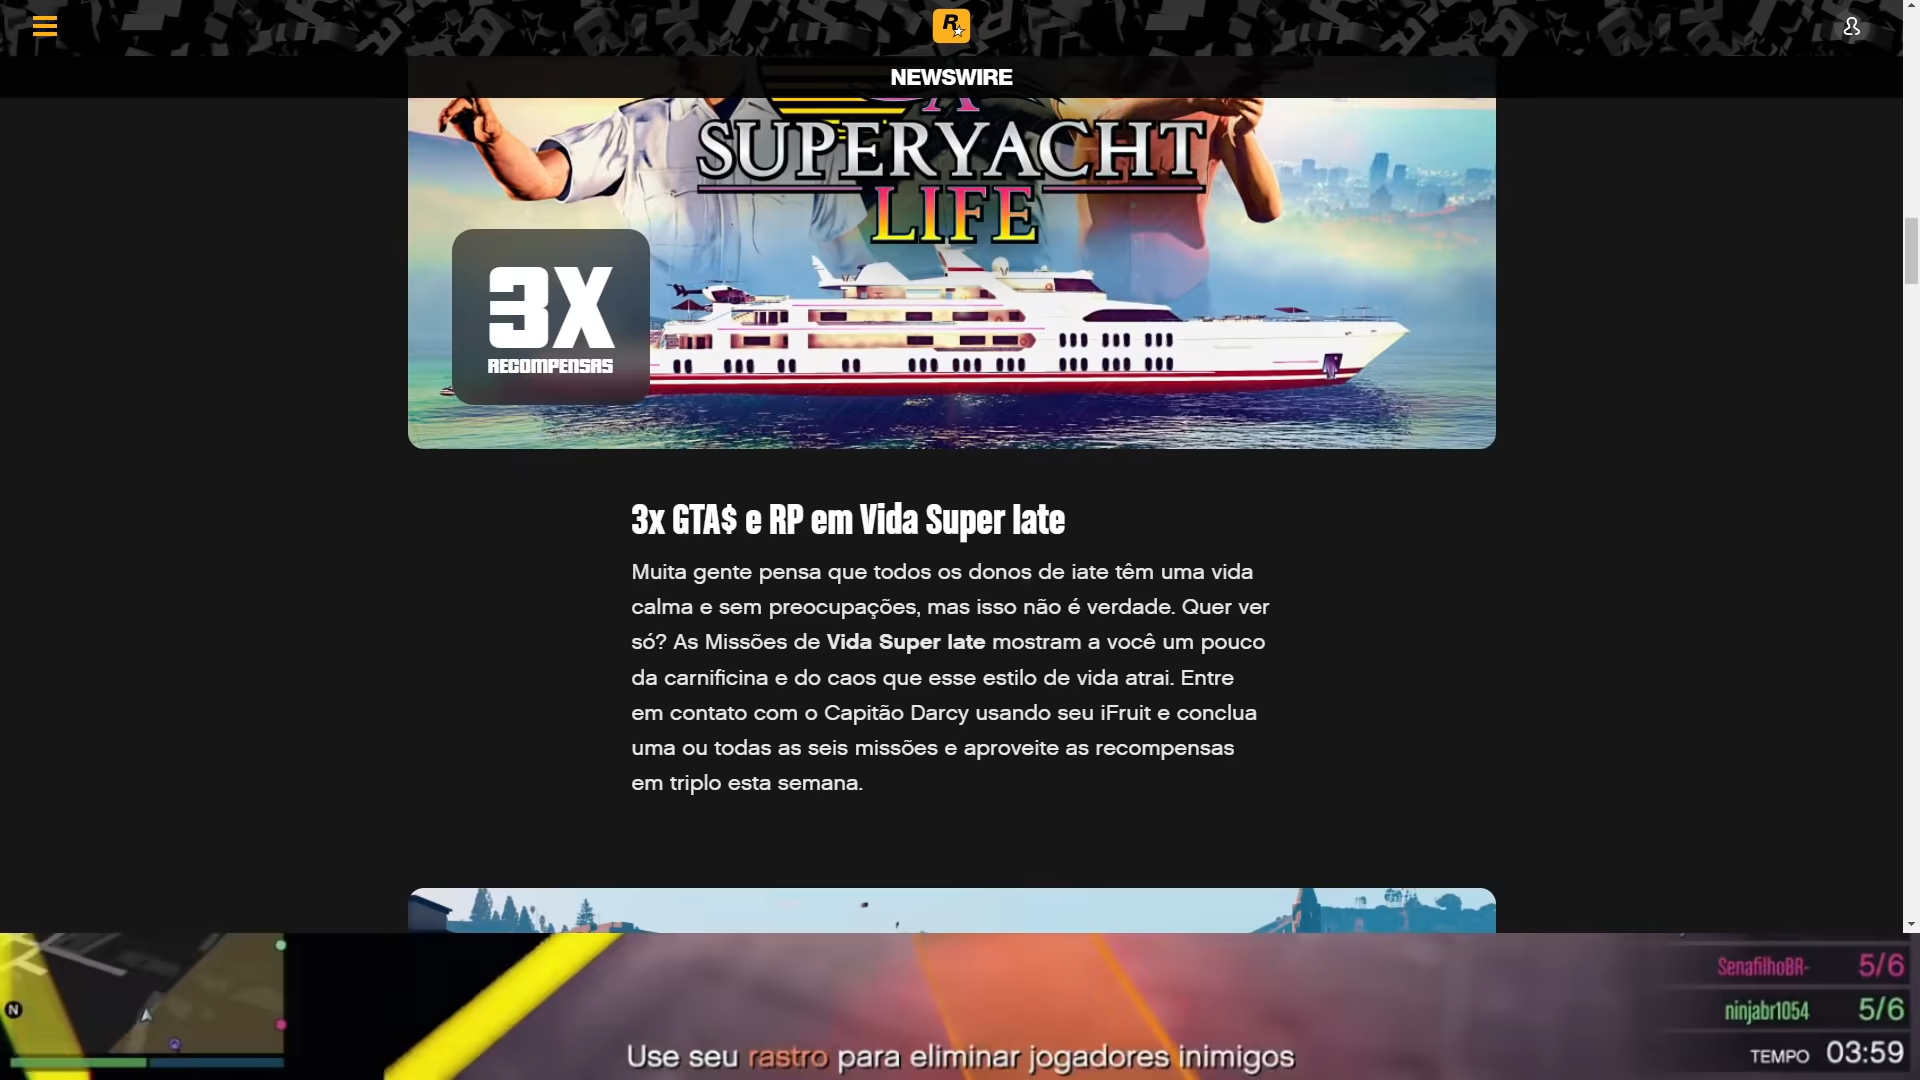 R
NEWSWIRE
A
SUPERYACHT
LIFE
3X
RECOMPENSAS
3x GTA$ e RP em Vida Super Iate
Muita gente pensa que todos os donos de iate têm uma vida
calma e sem preocupações, mas isso não é verdade. Quer ver
só? As Missões de Vida Super Iate mostram a você um pouco
da carnificina e do caos que esse estilo de vida atrai. Entre
em contato com o Capitão Darcy usando seu iFruit e conclua
uma ou todas as seis missões e aproveite as recompensas
em triplo esta semana.
SenafilhoBR- 5/6
N
ninjabr1054 5/6
Use seu rastro para eliminar jogadores inimigos
TEMPO 03:59